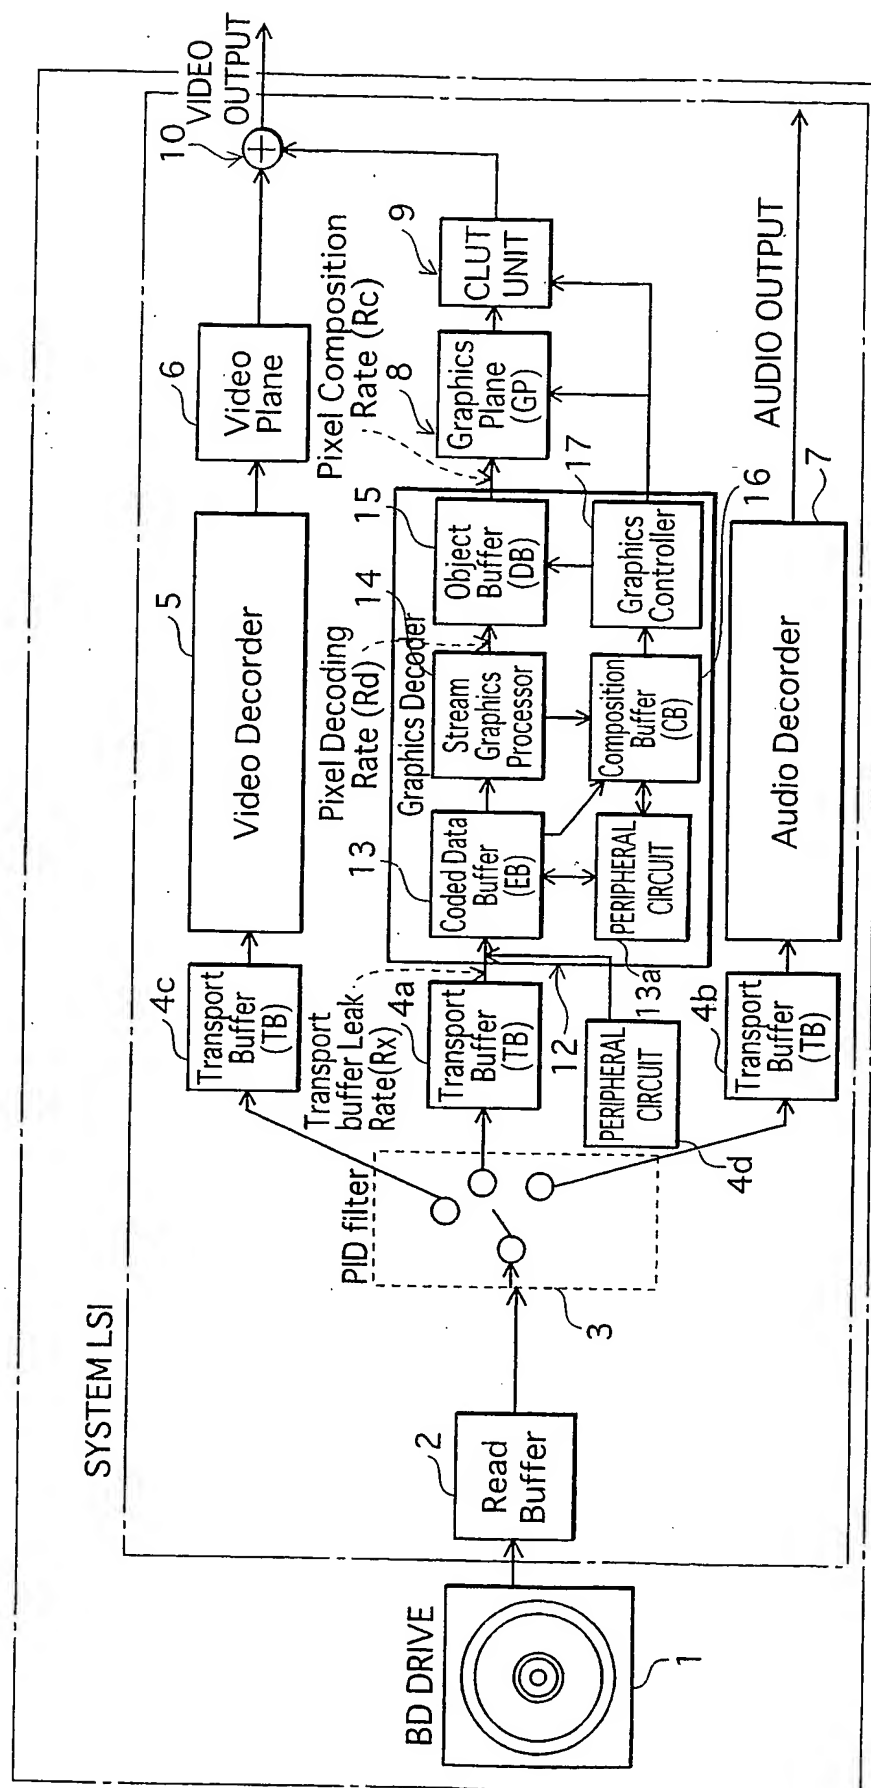 SYSTEM LSI
BD DRIVE
1
2
Read
Buffer
PID filter
3
4c
Transport
Buffer
(TB)
Transport
buffer Leak
Rate(Rx)
4a
Transport
Buffer
(TB)
PERIPHERAL
CIRCUIT
4d
4b
Transport
Buffer
(TB)
5
Video Decorder
6
Video
Plane
10
VIDEO
OUTPUT
12
Graphics Decoder
13
Coded Data
Buffer
(EB)
13a
PERIPHERAL
CIRCUIT
Pixel Decoding
Rate (Rd)
14
Stream
Graphics
Processor
Composition
Buffer
(CB)
16
15
Object
Buffer
(DB)
17
Graphics
Controller
Pixel Composition
Rate (Rc)
8
Graphics
Plane
(GP)
9
CLUT
UNIT
Audio Decorder
7
AUDIO OUTPUT